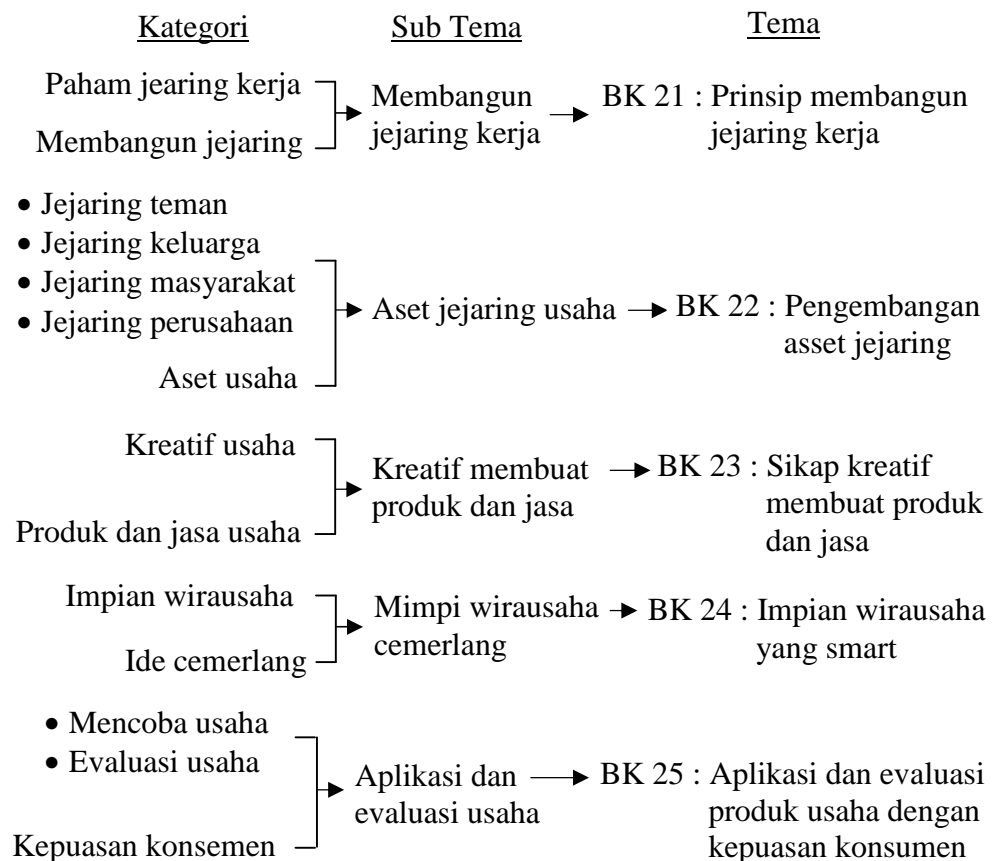 Kategori Sub Tema Tema
Paham jearing kerja
Membangun jejaring
Membangun
jejaring kerja
BK 21 : Prinsip membangun
jejaring kerja
• Jejaring teman
• Jejaring keluarga
• Jejaring masyarakat
• Jejaring perusahaan
Aset usaha
Aset jejaring usaha
BK 22 : Pengembangan
asset jejaring
Kreatif usaha
Produk dan jasa usaha
Kreatif membuat
produk dan jasa
BK 23 : Sikap kreatif
membuat produk
dan jasa
Impian wirausaha
Ide cemerlang
Mimpi wirausaha
cemerlang
BK 24 : Impian wirausaha
yang smart
• Mencoba usaha
• Evaluasi usaha
Kepuasan konsemen
Aplikasi dan
evaluasi usaha
BK 25 : Aplikasi dan evaluasi
produk usaha dengan
kepuasan konsumen